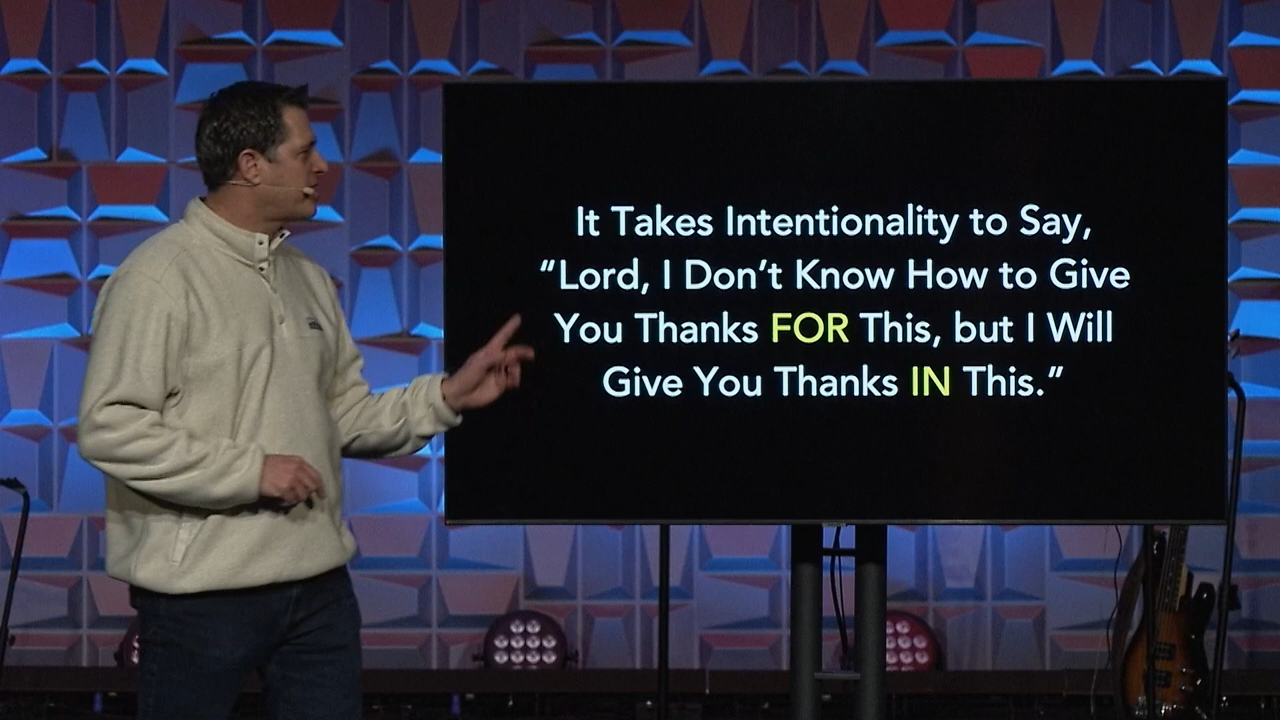 It Takes Intentionality to Say,
“Lord, I Don’t Know How to Give
You Thanks FOR This, but I Will
Give You Thanks IN This.”